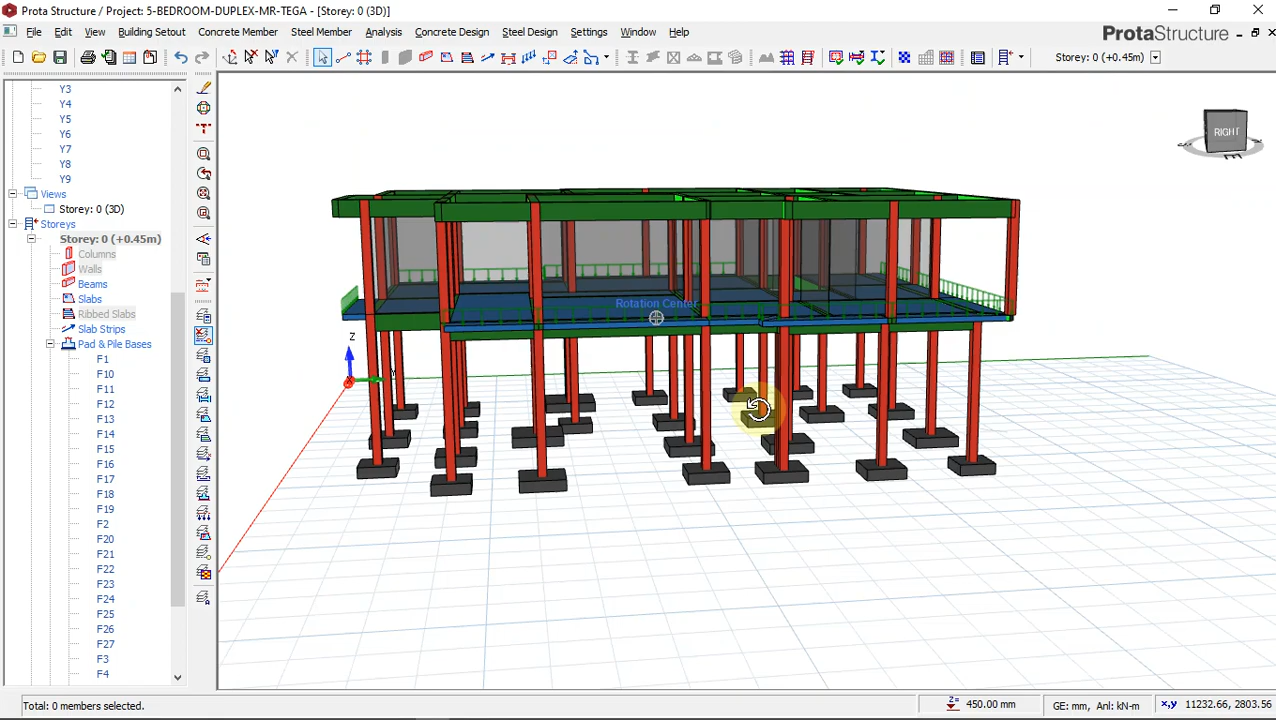 Prota Structure / Project: 5-BEDROOM-DUPLEX-MR-TEGA - [Storey: 0 (3D)]
File Edit View Building Setout Concrete Member Steel Member Analysis Concrete Design Steel Design Settings Window Help
ProtaStructure
Storey: 0 (+0.45m)
Y3
Y4
Y5
Y6
Y7
Y8
Y9
Views
Storey: 0 (3D)
Storeys
Storey: 0 (+0.45m)
Columns
Walls
Beams
Slabs
Ribbed Slabs
Slab Strips
Pad & Pile Bases
F1
F10
F11
F12
F13
F14
F15
F16
F17
F18
F19
F2
F20
F21
F22
F23
F24
F25
F26
F27
F3
F4
RIGHT
Rotation Center
Z
Y
Total: 0 members selected.
Z= 450.00 mm
GE: mm, Anl: kN-m
x,y 11232.66, 2803.56